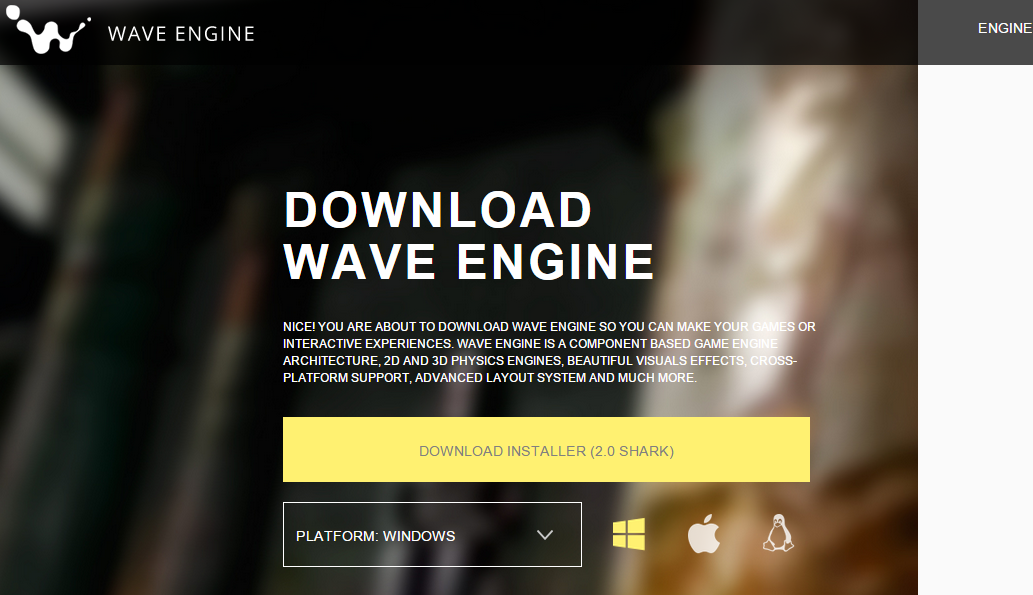 WAVE ENGINE
ENGINE
DOWNLOAD
WAVE ENGINE
NICE! YOU ARE ABOUT TO DOWNLOAD WAVE ENGINE SO YOU CAN MAKE YOUR GAMES OR
INTERACTIVE EXPERIENCES. WAVE ENGINE IS A COMPONENT BASED GAME ENGINE
ARCHITECTURE, 2D AND 3D PHYSICS ENGINES, BEAUTIFUL VISUALS EFFECTS, CROSS-
PLATFORM SUPPORT, ADVANCED LAYOUT SYSTEM AND MUCH MORE.
DOWNLOAD INSTALLER (2.0 SHARK)
PLATFORM: WINDOWS